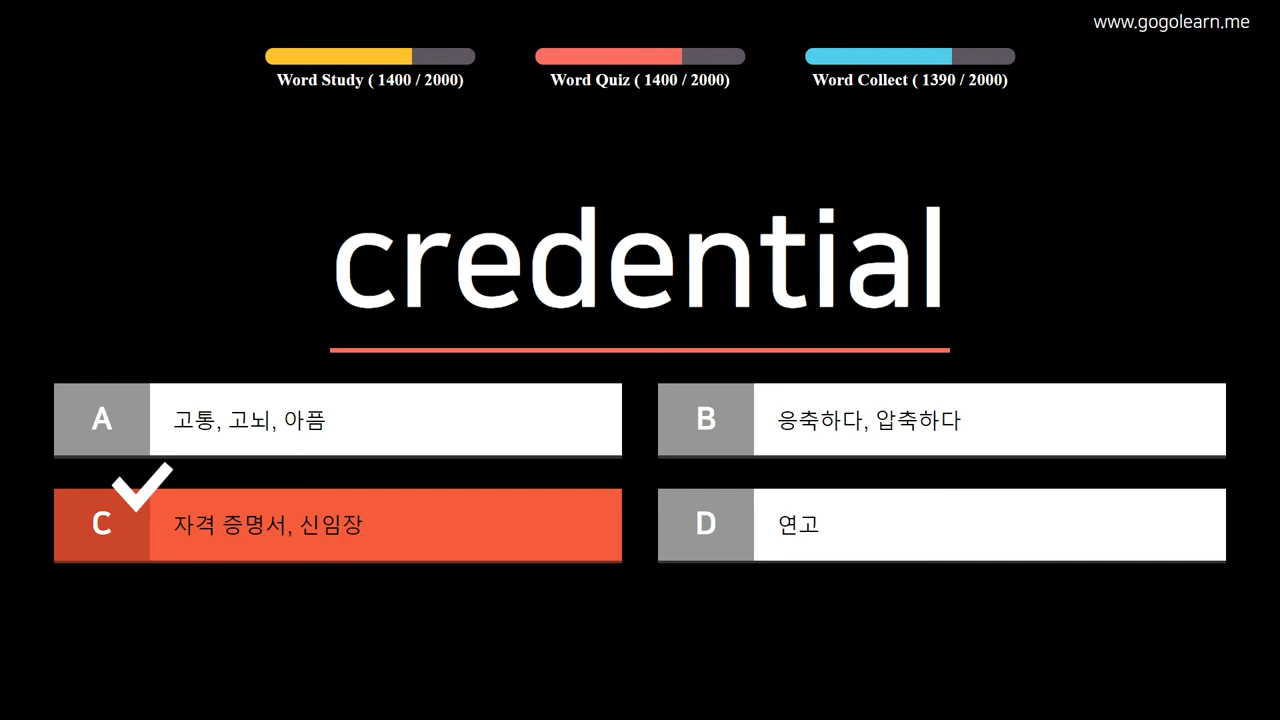 www.gogolearn.me
Word Study ( 1400 / 2000)
Word Quiz ( 1400 / 2000)
Word Collect ( 1390 / 2000)
credential
A 고통, 고뇌, 아픔
B 응축하다, 압축하다
C 자격 증명서, 신임장
D 연고